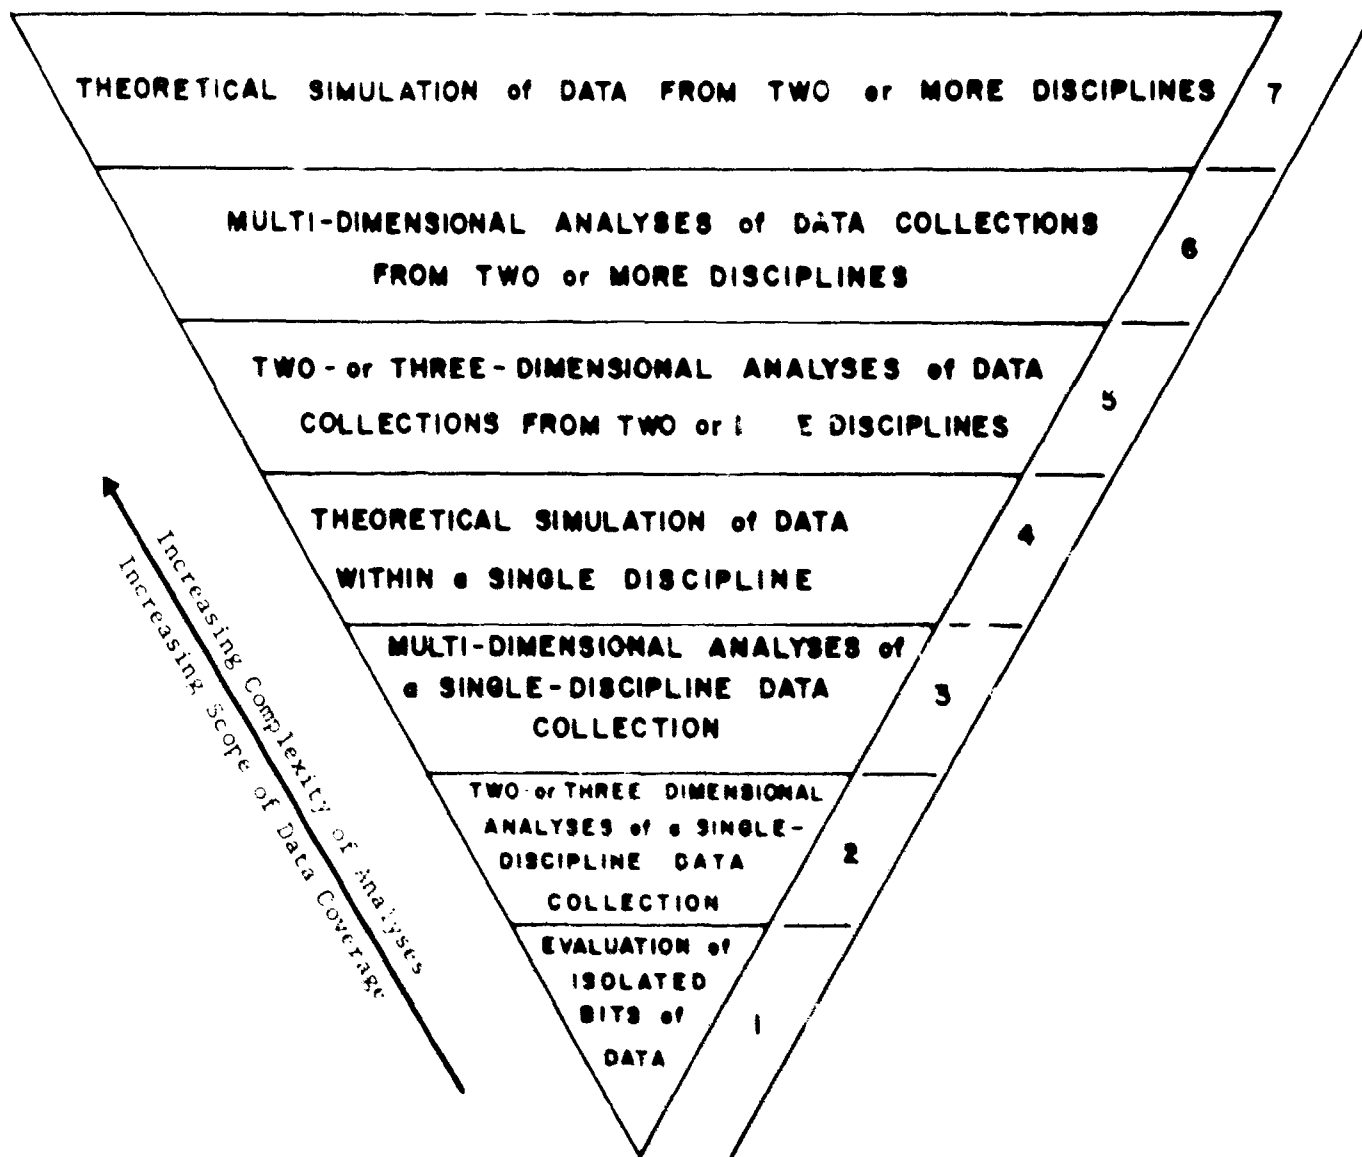 THEORETICAL SIMULATION of DATA FROM TWO or MORE DISCIPLINES 7
MULTI-DIMENSIONAL ANALYSES of DATA COLLECTIONS
FROM TWO or MORE DISCIPLINES
6
TWO-or THREE-DIMENSIONAL ANALYSES of DATA
COLLECTIONS FROM TWO or E DISCIPLINES
5
THEORETICAL SIMULATION of DATA
WITHIN a SINGLE DISCIPLINE
4
MULTI-DIMENSIONAL ANALYSES of
a SINGLE-DISCIPLINE DATA
COLLECTION
3
TWO-or THREE DIMENSIONAL
ANALYSES of a SINGLE-
DISCIPLINE DATA
COLLECTION
2
EVALUATION of
ISOLATED
BITS of
DATA
1
Increasing Complexity of Analyses
Increasing Scope of Data Coverage